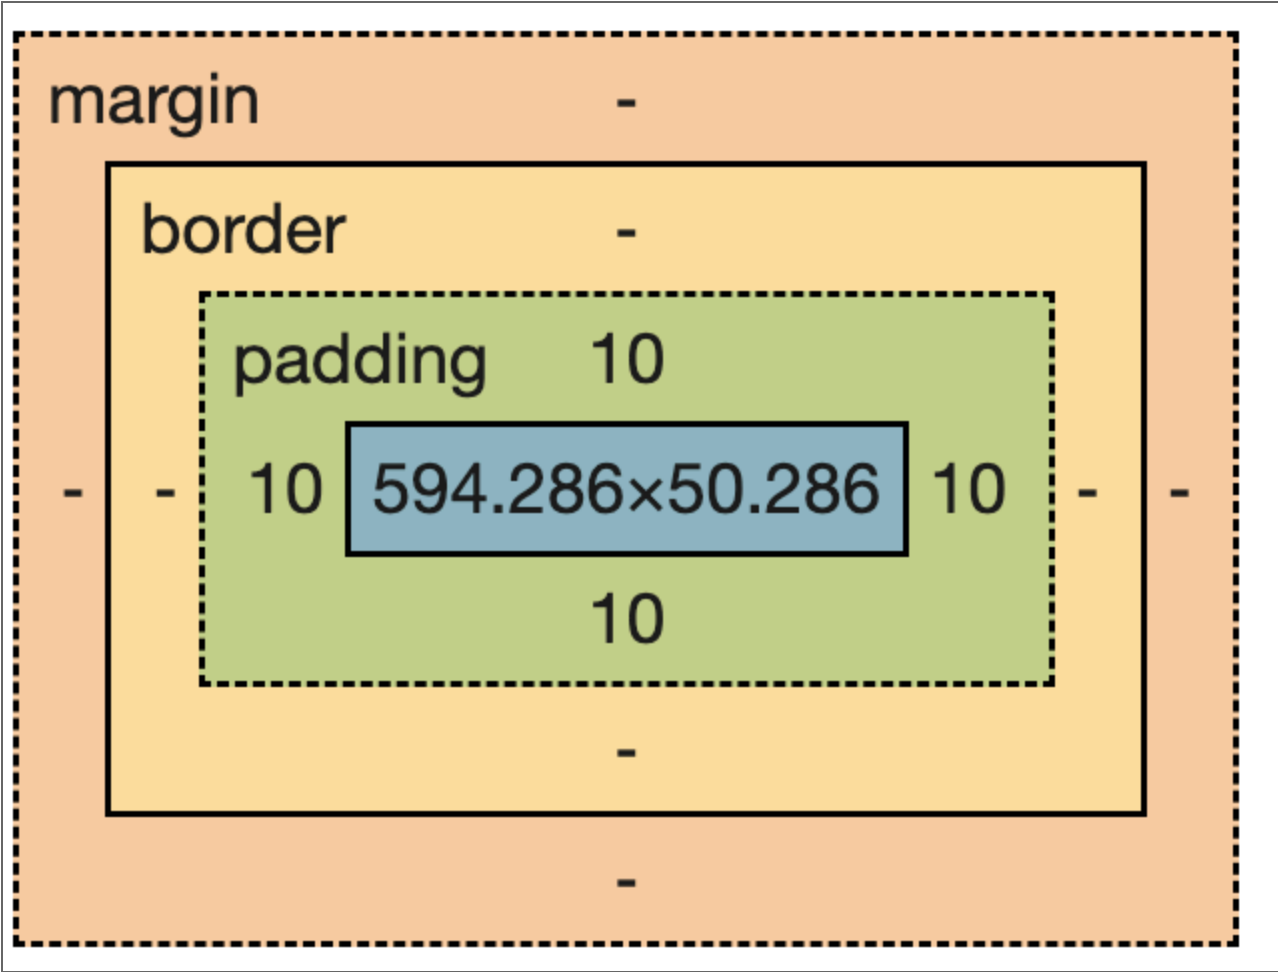 margin -
border -
padding 10
- - 10 594.286×50.286 10 - -
10
-
-